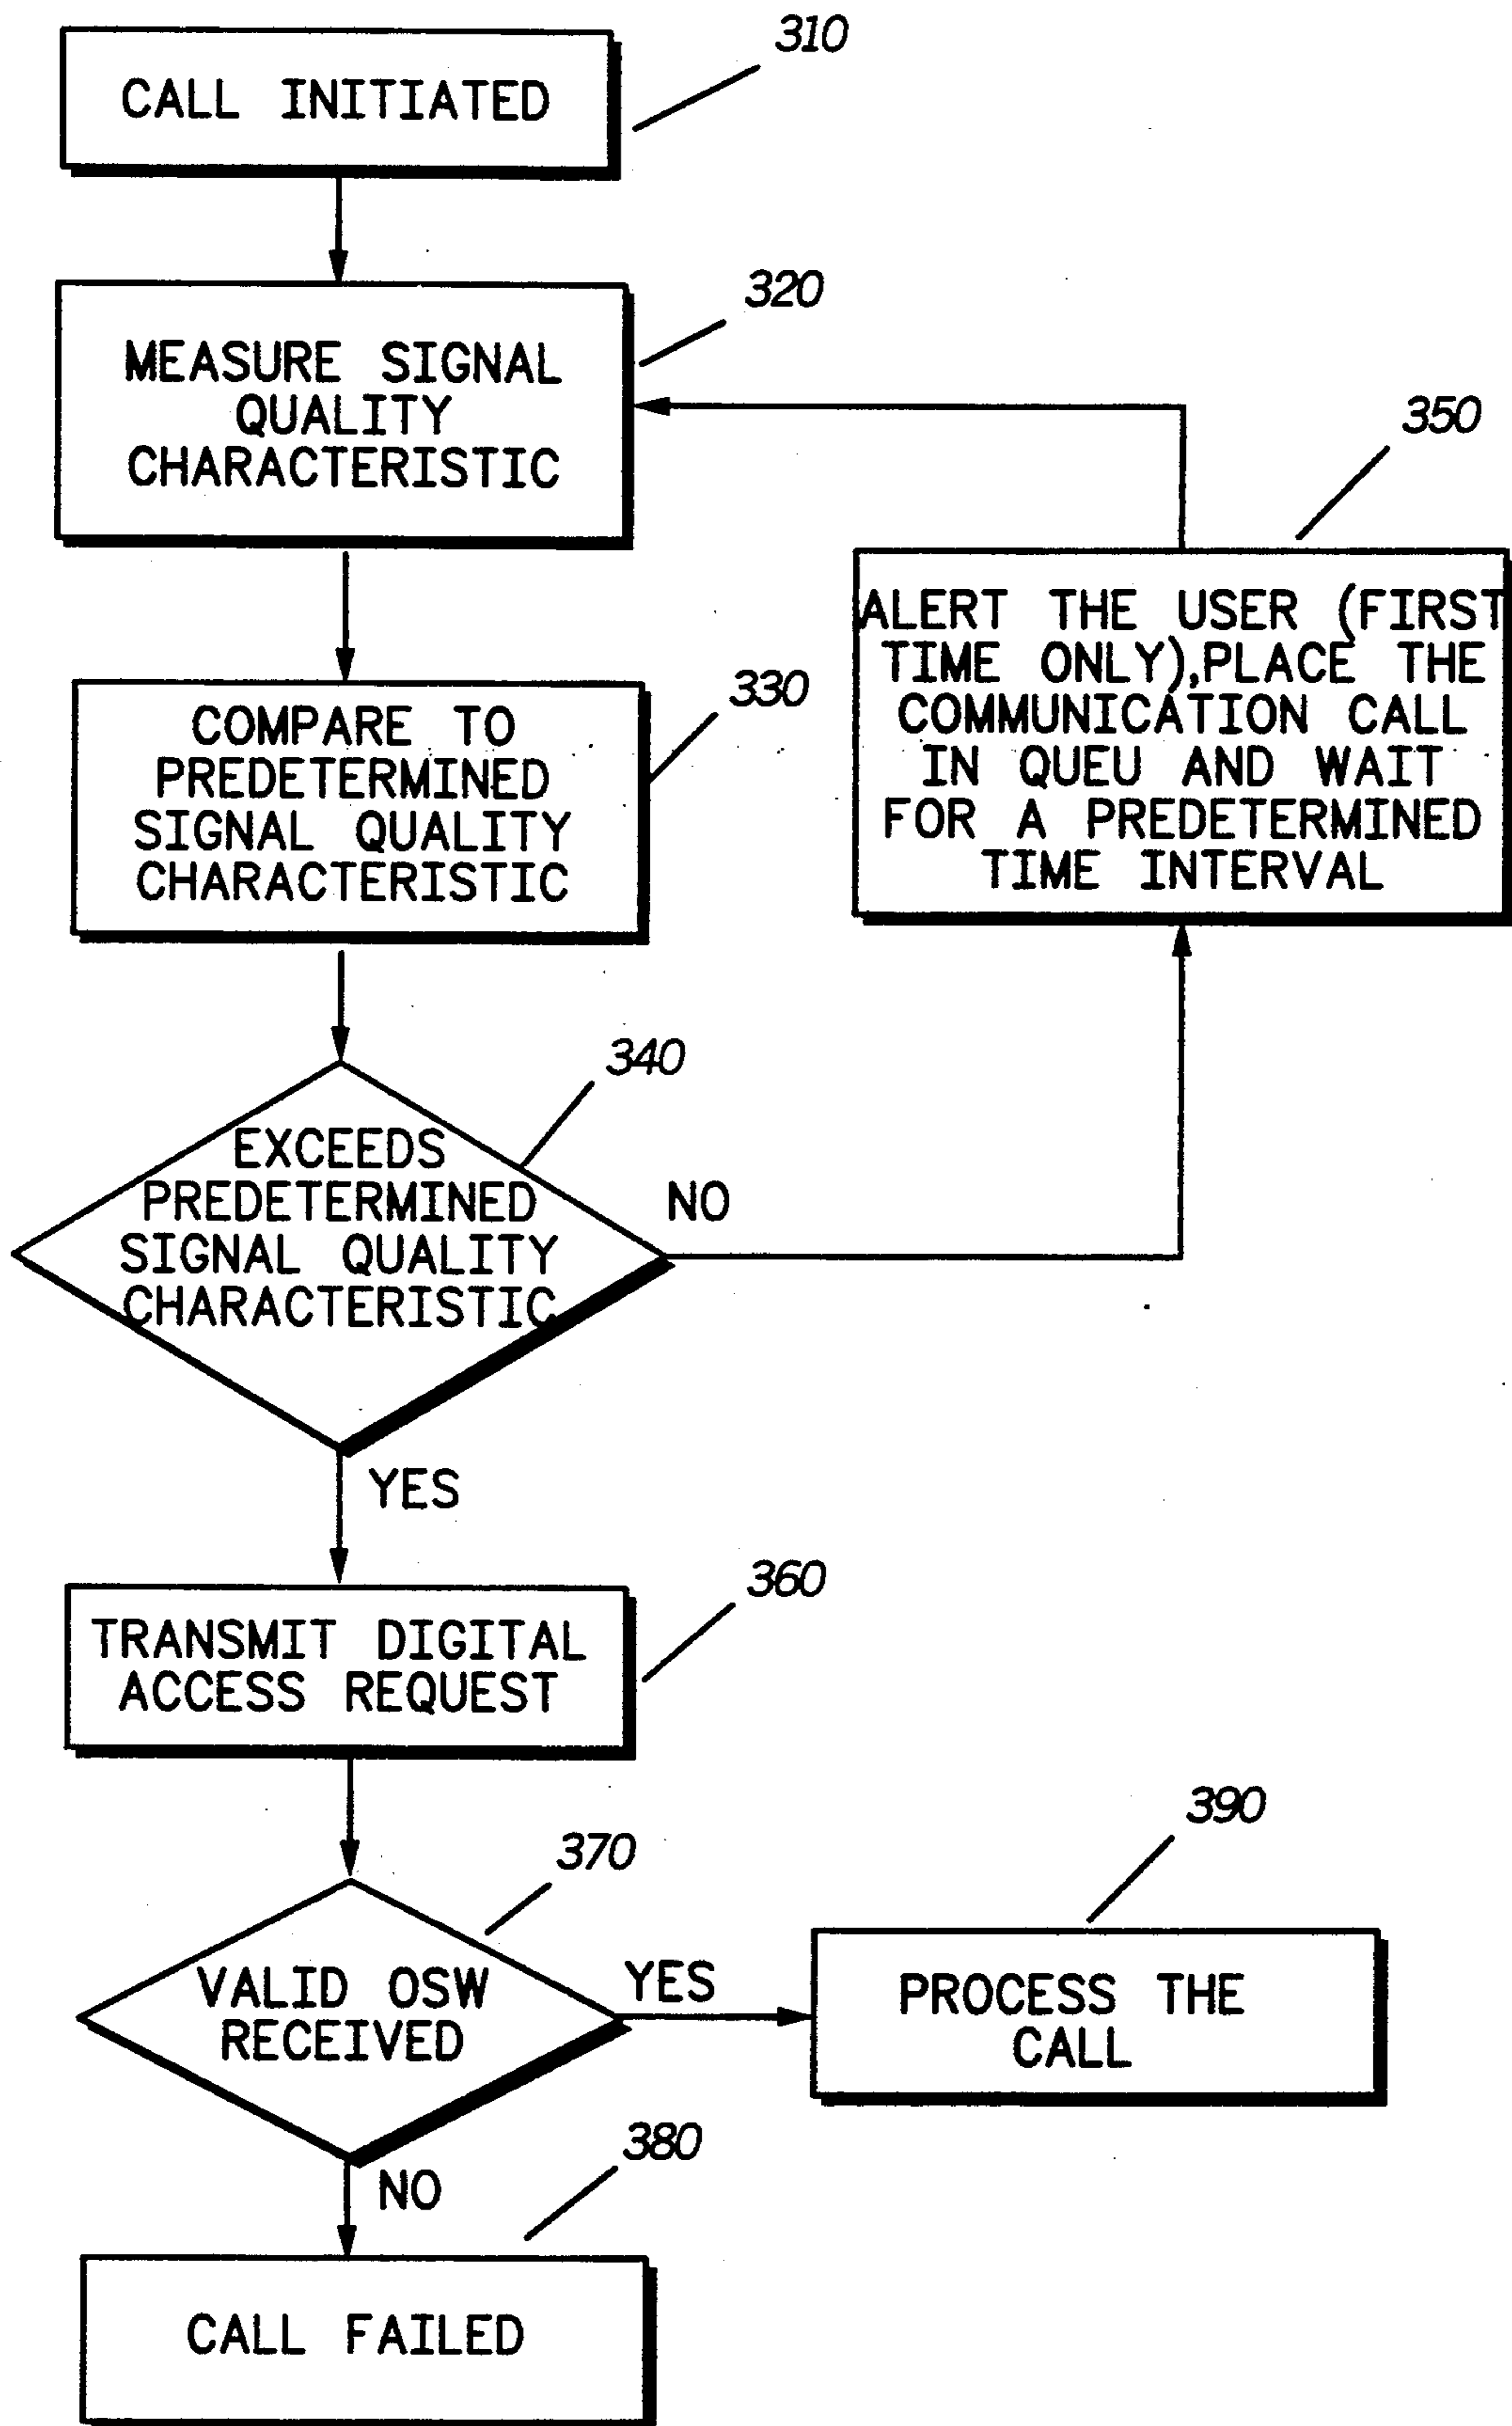 310
CALL INITIATED
320
MEASURE SIGNAL
QUALITY
CHARACTERISTIC
350
ALERT THE USER (FIRST
TIME ONLY),PLACE THE
COMMUNICATION CALL
IN QUEU AND WAIT
FOR A PREDETERMINED
TIME INTERVAL
330
COMPARE TO
PREDETERMINED
SIGNAL QUALITY
CHARACTERISTIC
340
EXCEEDS
PREDETERMINED
SIGNAL QUALITY
CHARACTERISTIC
NO
YES
360
TRANSMIT DIGITAL
ACCESS REQUEST
370
VALID OSW
RECEIVED
YES
390
PROCESS THE
CALL
NO
380
CALL FAILED